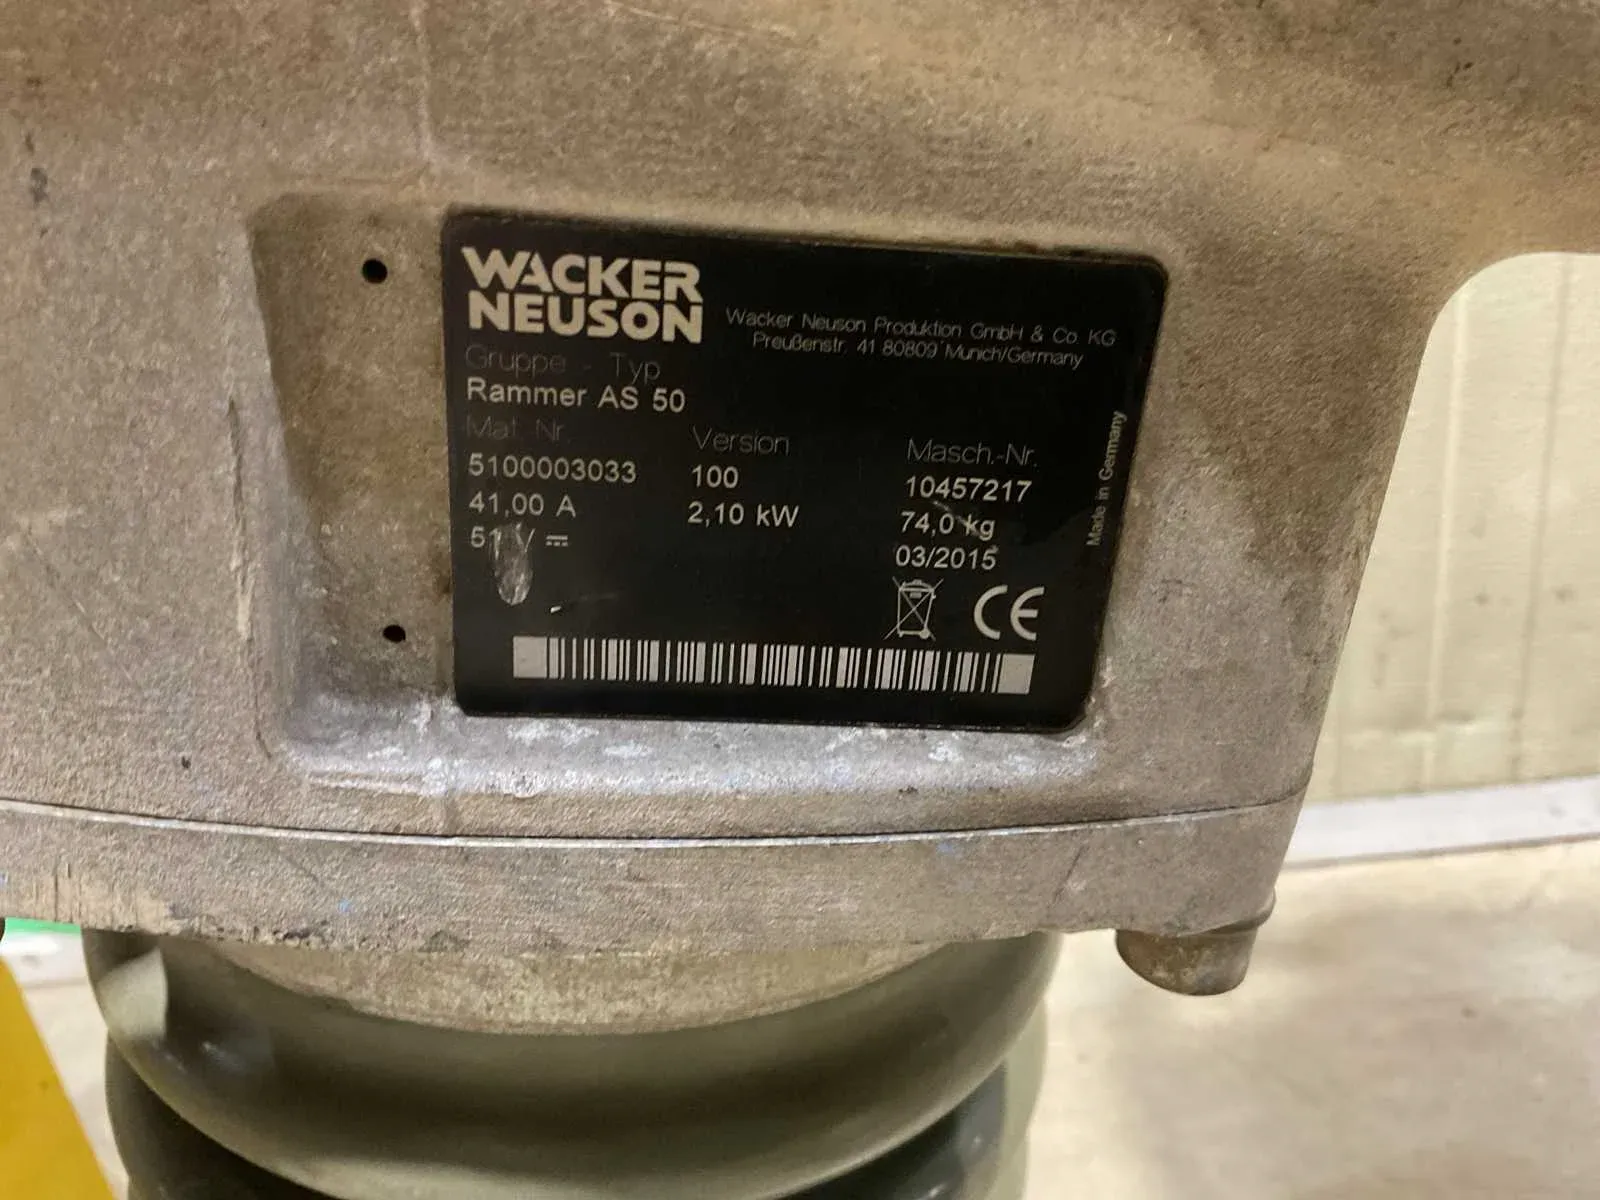 WACKER
NEUSON
Wacker Neuson Produktion GmbH & Co. KG
Preußenstr. 41 80809 Munich/Germany
Gruppe - Typ
Rammer AS 50
Mat.-Nr. Version Masch.-Nr.
5100003033 100 10457217
41,00 A 2,10 kW 74,0 kg
51 V ⎓
03/2015
CE
Made in Germany